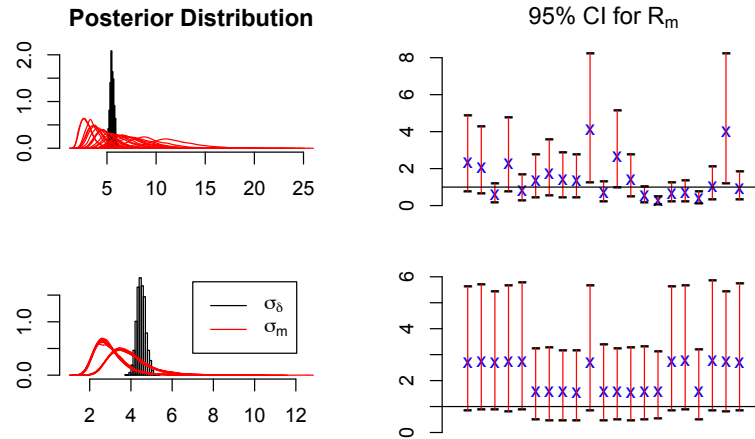 Posterior Distribution
95% CI for Rm
2.0
1.0
0.0
5 10 15 20 25
8
6
4
2
0
1.0
0.0
2 4 6 8 10 12
σδ
σm
6
4
2
0
X X X X X X X X X X X X X X X X X X X X X
X X X X X X X X X X X X X X X X X X X X X